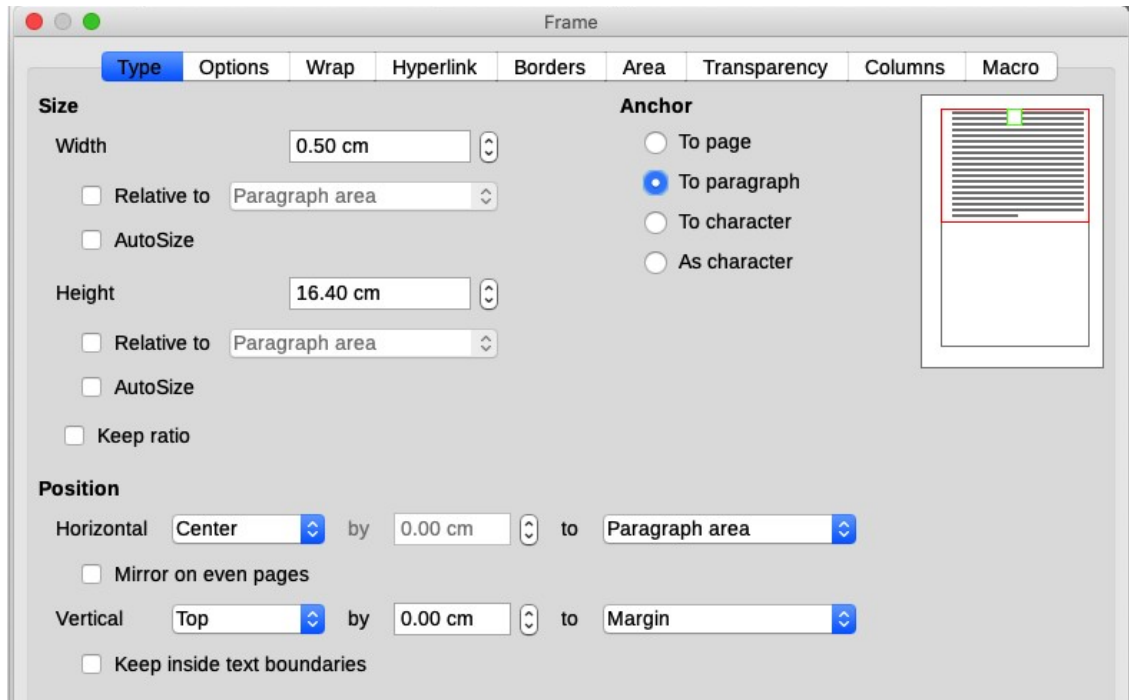 Frame
Type Options Wrap Hyperlink Borders Area Transparency Columns Macro
Size
Width 0.50 cm
Relative to Paragraph area
AutoSize
Height 16.40 cm
Relative to Paragraph area
AutoSize
Keep ratio
Anchor
To page
To paragraph
To character
As character
Position
Horizontal Center by 0.00 cm to Paragraph area
Mirror on even pages
Vertical Top by 0.00 cm to Margin
Keep inside text boundaries